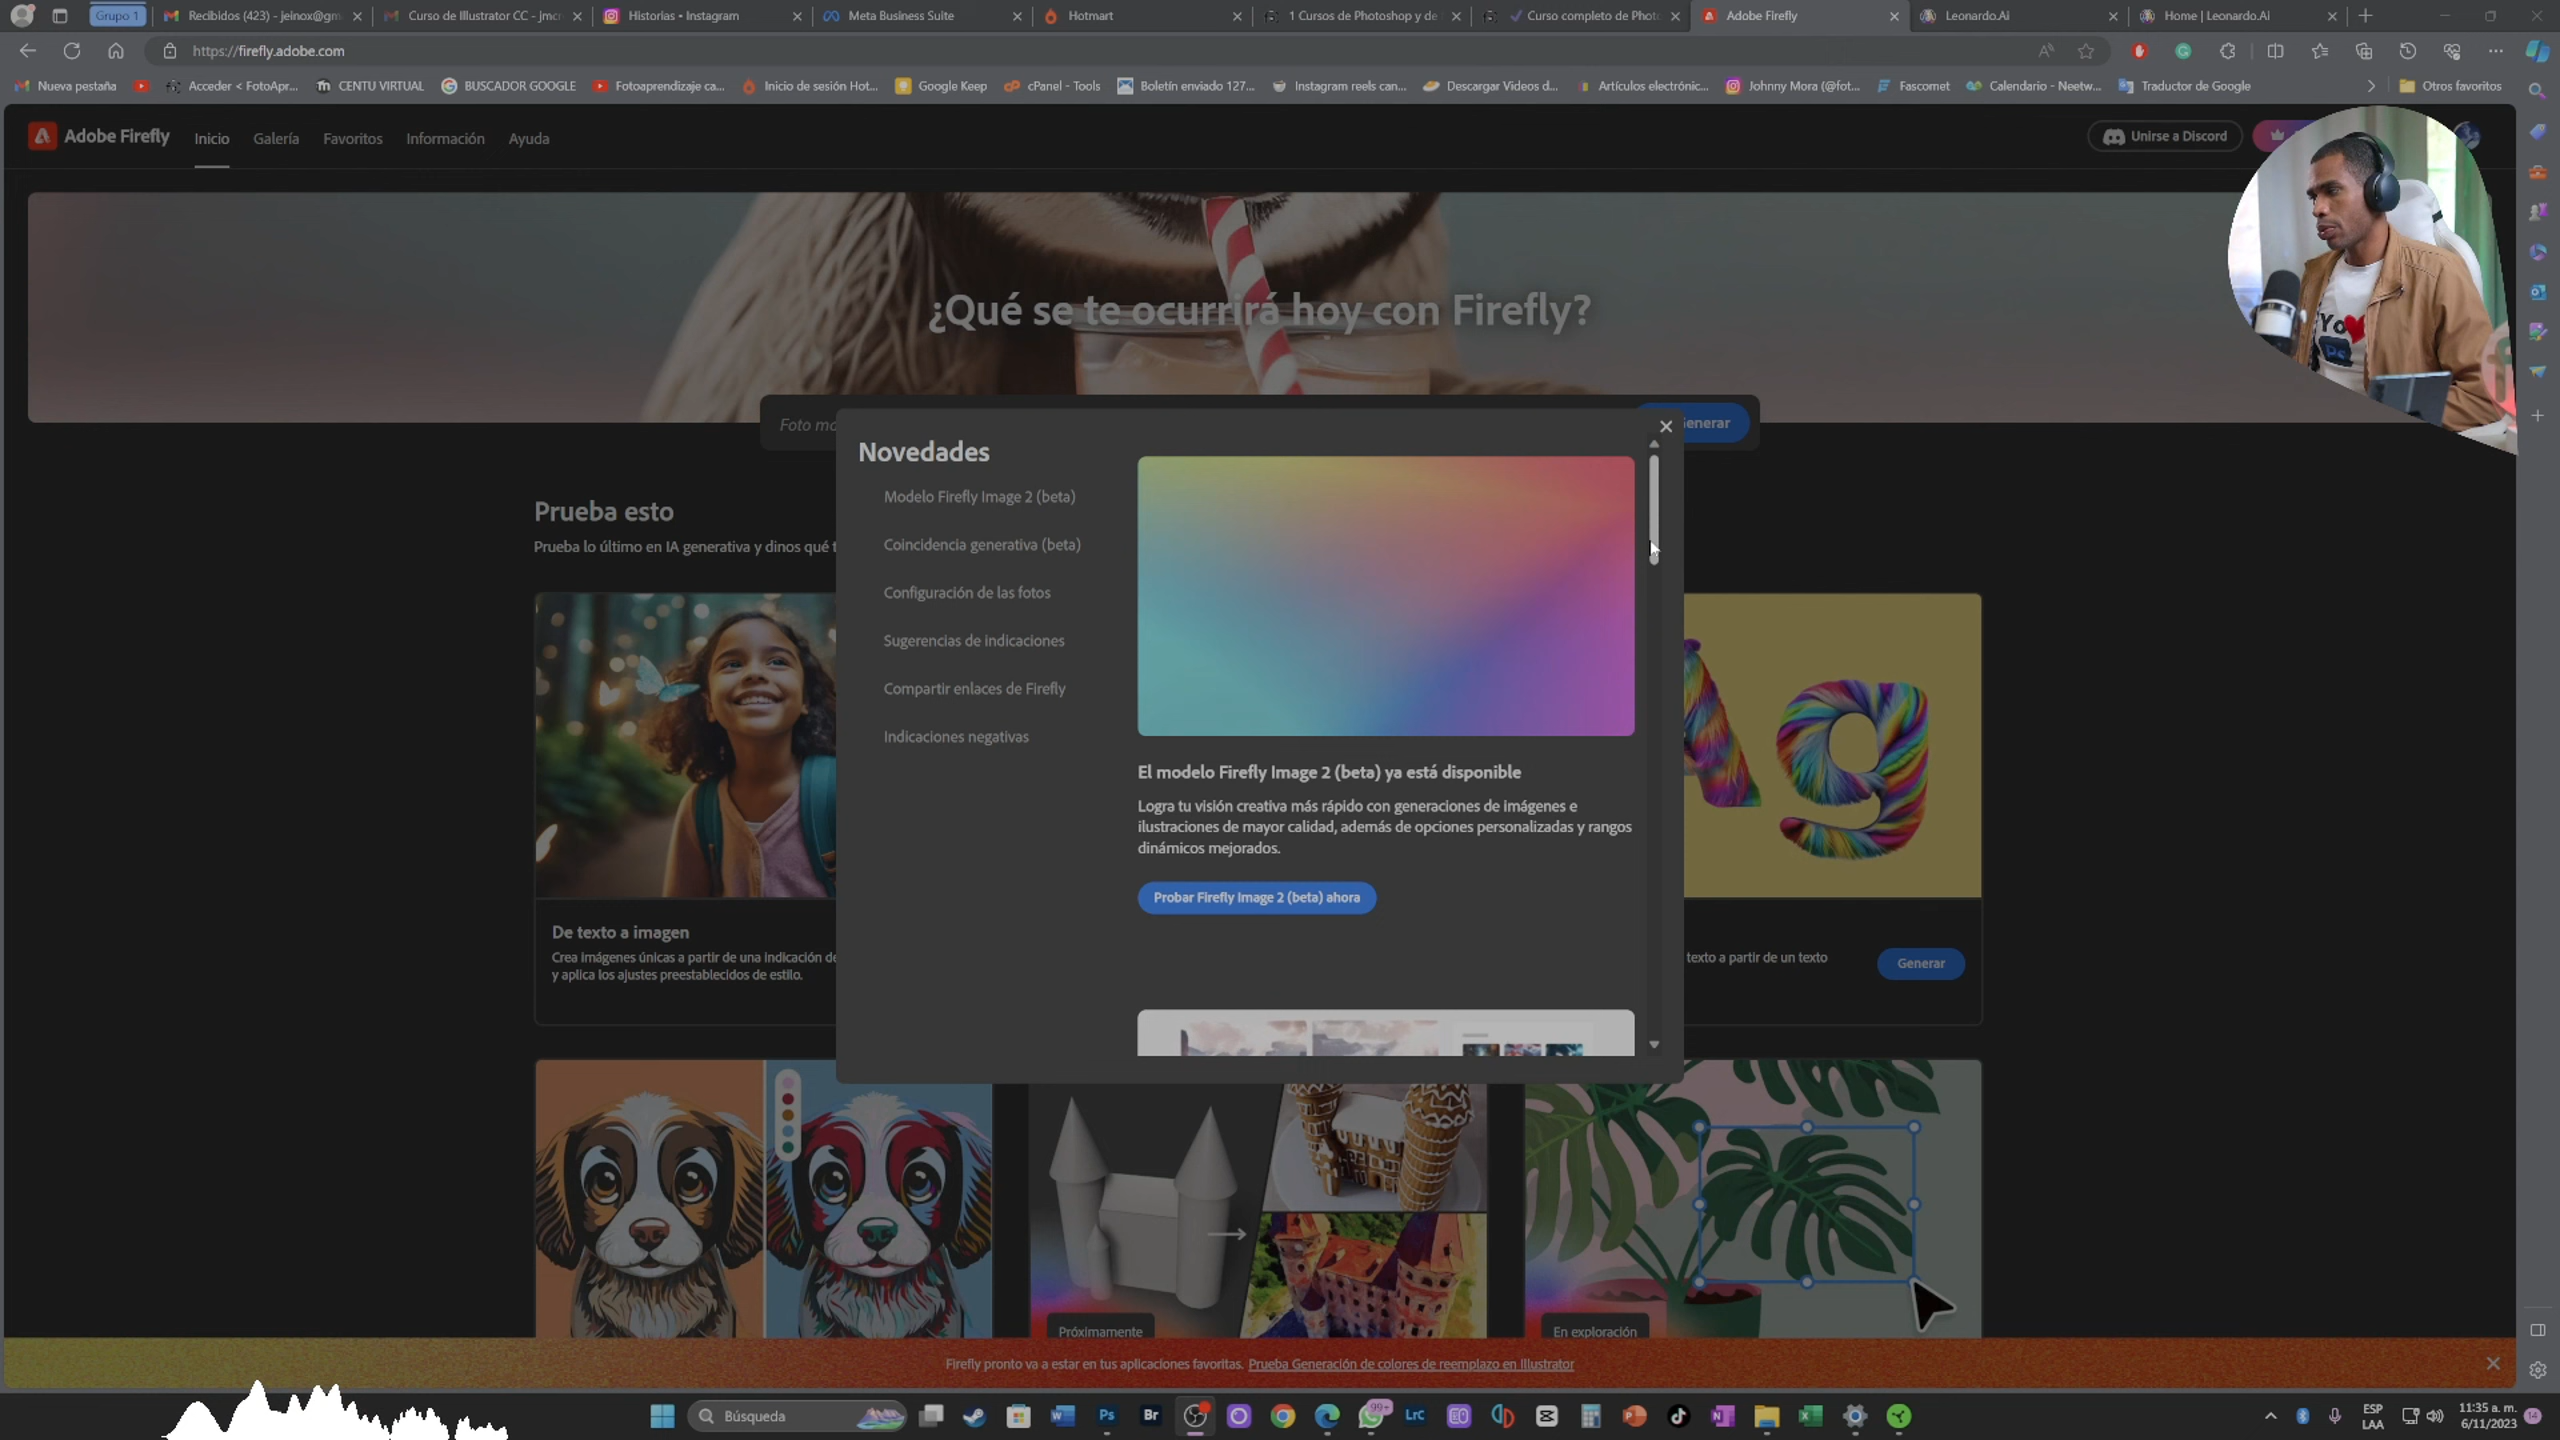 Grupo 1
Recibidos (423) - jeinox@gm
Curso de Illustrator CC - jmc
Historias • Instagram
Meta Business Suite
Hotmart
1 Cursos de Photoshop y de
Curso completo de Phot
Adobe Firefly
Leonardo.Ai
Home | Leonardo.Ai
https://firefly.adobe.com
Nueva pestaña
Acceder < FotoApr...
CENTU VIRTUAL
BUSCADOR GOOGLE
Fotoaprendizaje ca...
Inicio de sesión Hot...
Google Keep
cPanel - Tools
Boletín enviado 127...
Instagram reels can...
Descargar Videos d...
Artículos electrónic...
Johnny Mora (@fot...
Fascomet
Calendario - Neetw...
Traductor de Google
Otros favoritos
Adobe Firefly
Inicio
Galería
Favoritos
Información
Ayuda
Unirse a Discord
¿Qué se te ocurrirá hoy con Firefly?
Yo
Ps
Foto mo
enerar
Novedades
Modelo Firefly Image 2 (beta)
Coincidencia generativa (beta)
Configuración de las fotos
Sugerencias de indicaciones
Compartir enlaces de Firefly
Indicaciones negativas
El modelo Firefly Image 2 (beta) ya está disponible
Logra tu visión creativa más rápido con generaciones de imágenes e
ilustraciones de mayor calidad, además de opciones personalizadas y rangos
dinámicos mejorados.
Probar Firefly Image 2 (beta) ahora
Prueba esto
Prueba lo último en IA generativa y dinos qué t
De texto a imagen
Crea imágenes únicas a partir de una indicación de
y aplica los ajustes preestablecidos de estilo.
Ag
texto a partir de un texto
Generar
Próximamente
En exploración
Firefly pronto va a estar en tus aplicaciones favoritas. Prueba Generación de colores de reemplazo en Illustrator
Búsqueda
Ps
Br
99+
LrC
ESP
LAA
11:35 a. m.
6/11/2023
14